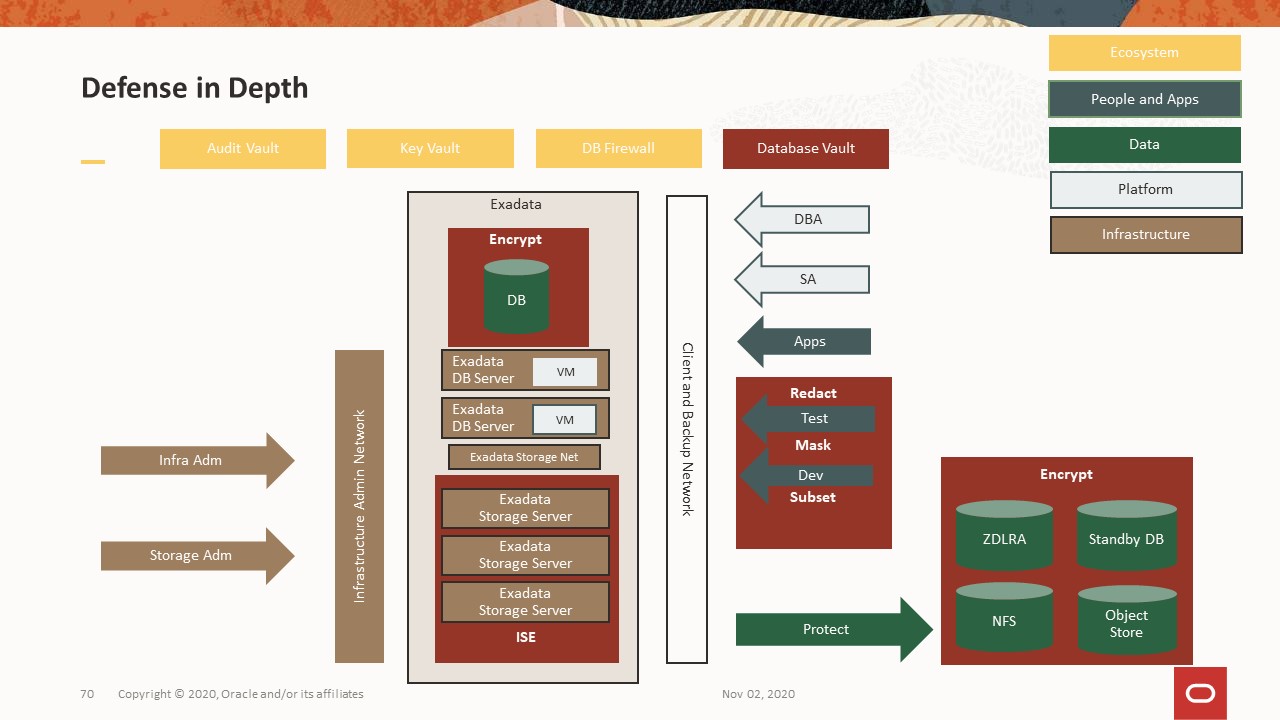 Defense in Depth
Ecosystem
People and Apps
Data
Platform
Infrastructure
Audit Vault
Key Vault
DB Firewall
Database Vault
Infra Adm
Storage Adm
Infrastructure Admin Network
Exadata
Encrypt
DB
Exadata
DB Server
VM
Exadata
DB Server
VM
Exadata Storage Net
Exadata
Storage Server
Exadata
Storage Server
Exadata
Storage Server
ISE
Client and Backup Network
DBA
SA
Apps
Redact
Test
Mask
Dev
Subset
Protect
Encrypt
ZDLRA
Standby DB
NFS
Object
Store
70
Copyright © 2020, Oracle and/or its affiliates
Nov 02, 2020